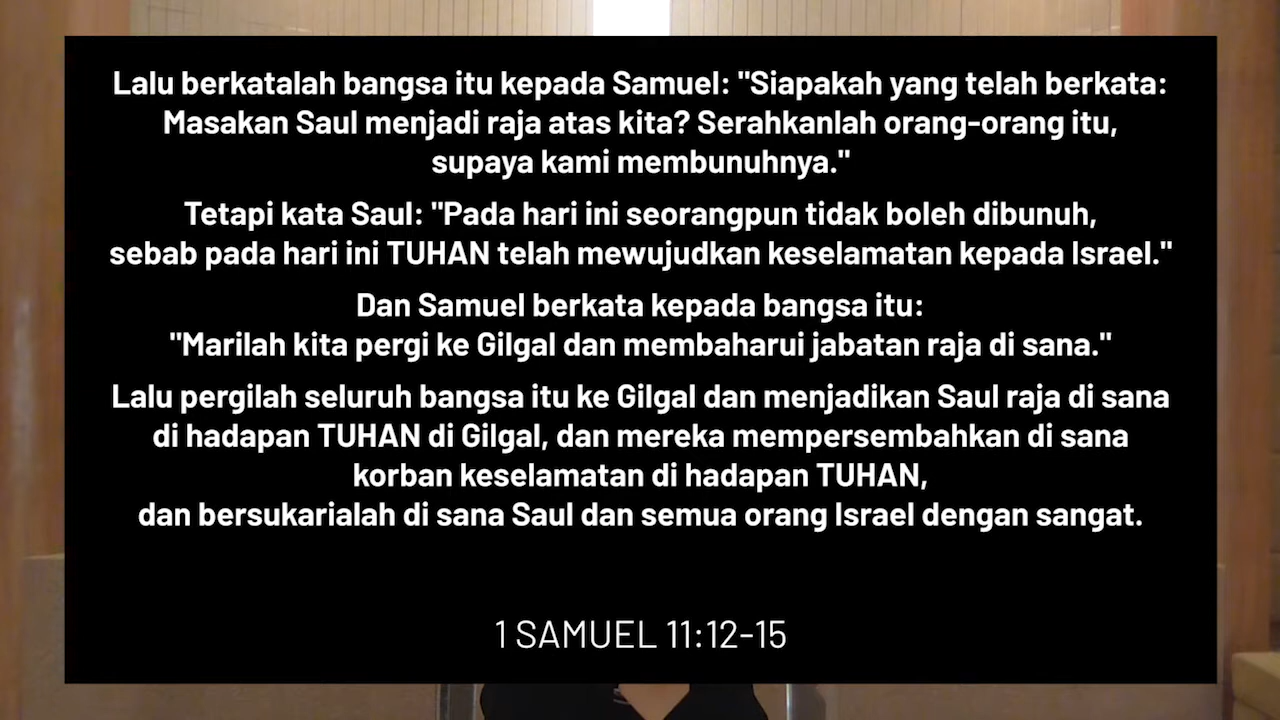 Lalu berkatalah bangsa itu kepada Samuel: "Siapakah yang telah berkata:
Masakan Saul menjadi raja atas kita? Serahkanlah orang-orang itu,
supaya kami membunuhnya."
Tetapi kata Saul: "Pada hari ini seorangpun tidak boleh dibunuh,
sebab pada hari ini TUHAN telah mewujudkan keselamatan kepada Israel."
Dan Samuel berkata kepada bangsa itu:
"Marilah kita pergi ke Gilgal dan membaharui jabatan raja di sana."
Lalu pergilah seluruh bangsa itu ke Gilgal dan menjadikan Saul raja di sana
di hadapan TUHAN di Gilgal, dan mereka mempersembahkan di sana
korban keselamatan di hadapan TUHAN,
dan bersukarialah di sana Saul dan semua orang Israel dengan sangat.
1 SAMUEL 11:12-15